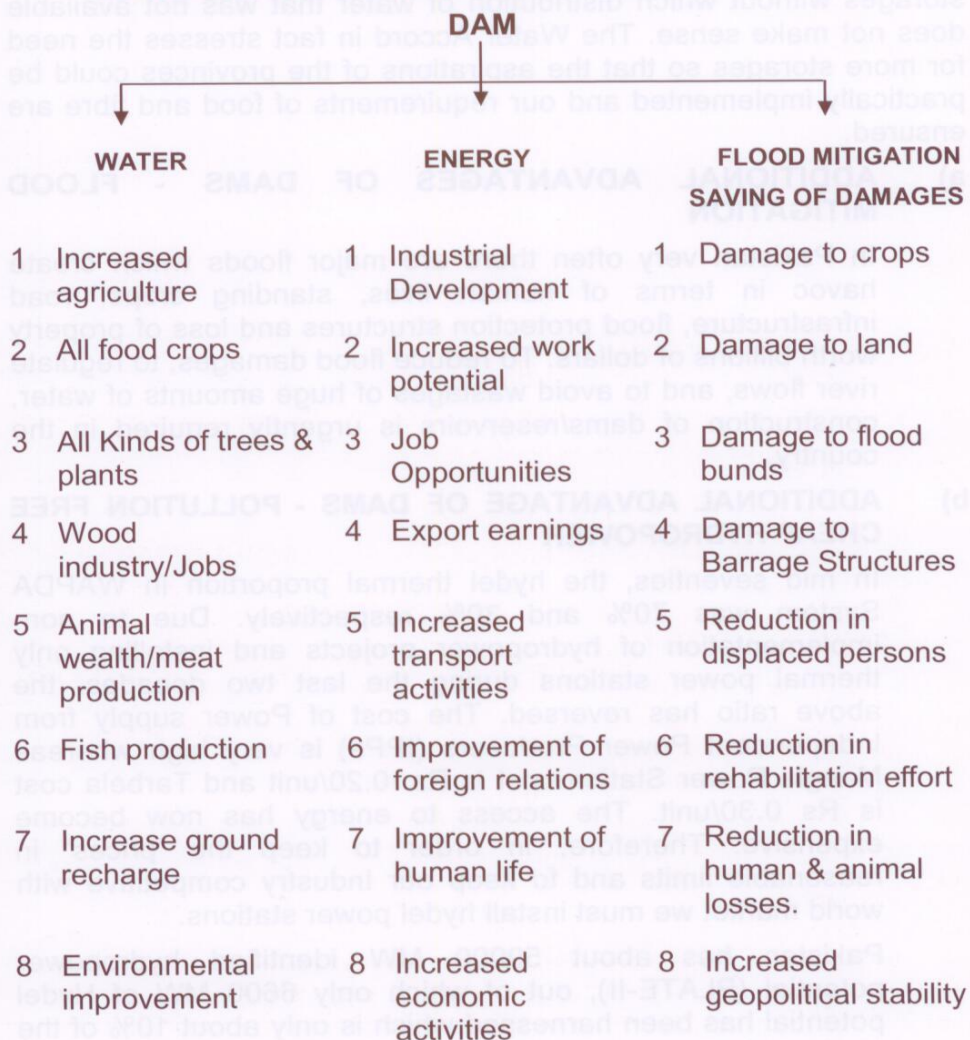 DAM
WATER
1 Increased
agriculture
2 All food crops
3 All Kinds of trees &
plants
4 Wood
industry/Jobs
5 Animal
wealth/meat
production
6 Fish production
7 Increase ground
recharge
8 Environmental
improvement
ENERGY
1 Industrial
Development
2 Increased work
potential
3 Job
Opportunities
4 Export earnings
5 Increased
transport
activities
6 Improvement of
foreign relations
7 Improvement of
human life
8 Increased
economic
activities
FLOOD MITIGATION
SAVING OF DAMAGES
1 Damage to crops
2 Damage to land
3 Damage to flood
bunds
4 Damage to
Barrage Structures
5 Reduction in
displaced persons
6 Reduction in
rehabilitation effort
7 Reduction in
human & animal
losses.
8 Increased
geopolitical stability